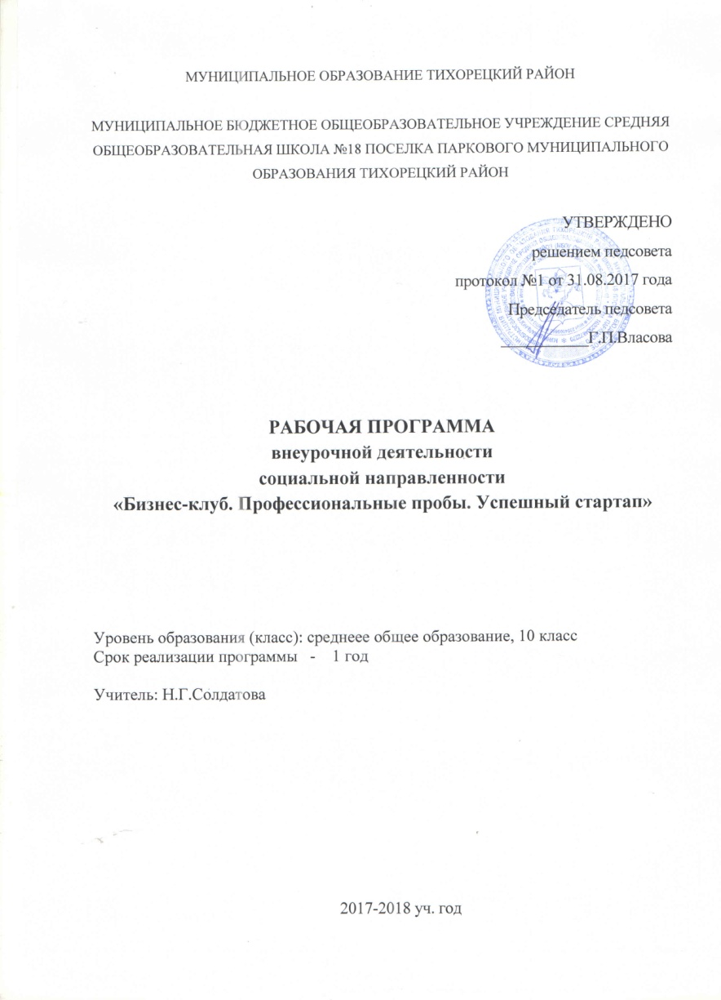 МУНИЦИПАЛЬНОЕ ОБРАЗОВАНИЕ ТИХОРЕЦКИЙ РАЙОН
МУНИЦИПАЛЬНОЕ БЮДЖЕТНОЕ ОБЩЕОБРАЗОВАТЕЛЬНОЕ УЧРЕЖДЕНИЕ СРЕДНЯЯ
ОБЩЕОБРАЗОВАТЕЛЬНАЯ ШКОЛА №18 ПОСЕЛКА ПАРКОВОГО МУНИЦИПАЛЬНОГО
ОБРАЗОВАНИЯ ТИХОРЕЦКИЙ РАЙОН
УТВЕРЖДЕНО
решением педсовета
протокол №1 от 31.08.2017 года
Председатель педсовета
___________Г.П.Власова
РАБОЧАЯ ПРОГРАММА
внеурочной деятельности
социальной направленности
«Бизнес-клуб. Профессиональные пробы. Успешный стартап»
Уровень образования (класс): среднеее общее образование, 10 класс
Срок реализации программы - 1 год
Учитель: Н.Г.Солдатова
2017-2018 уч. год